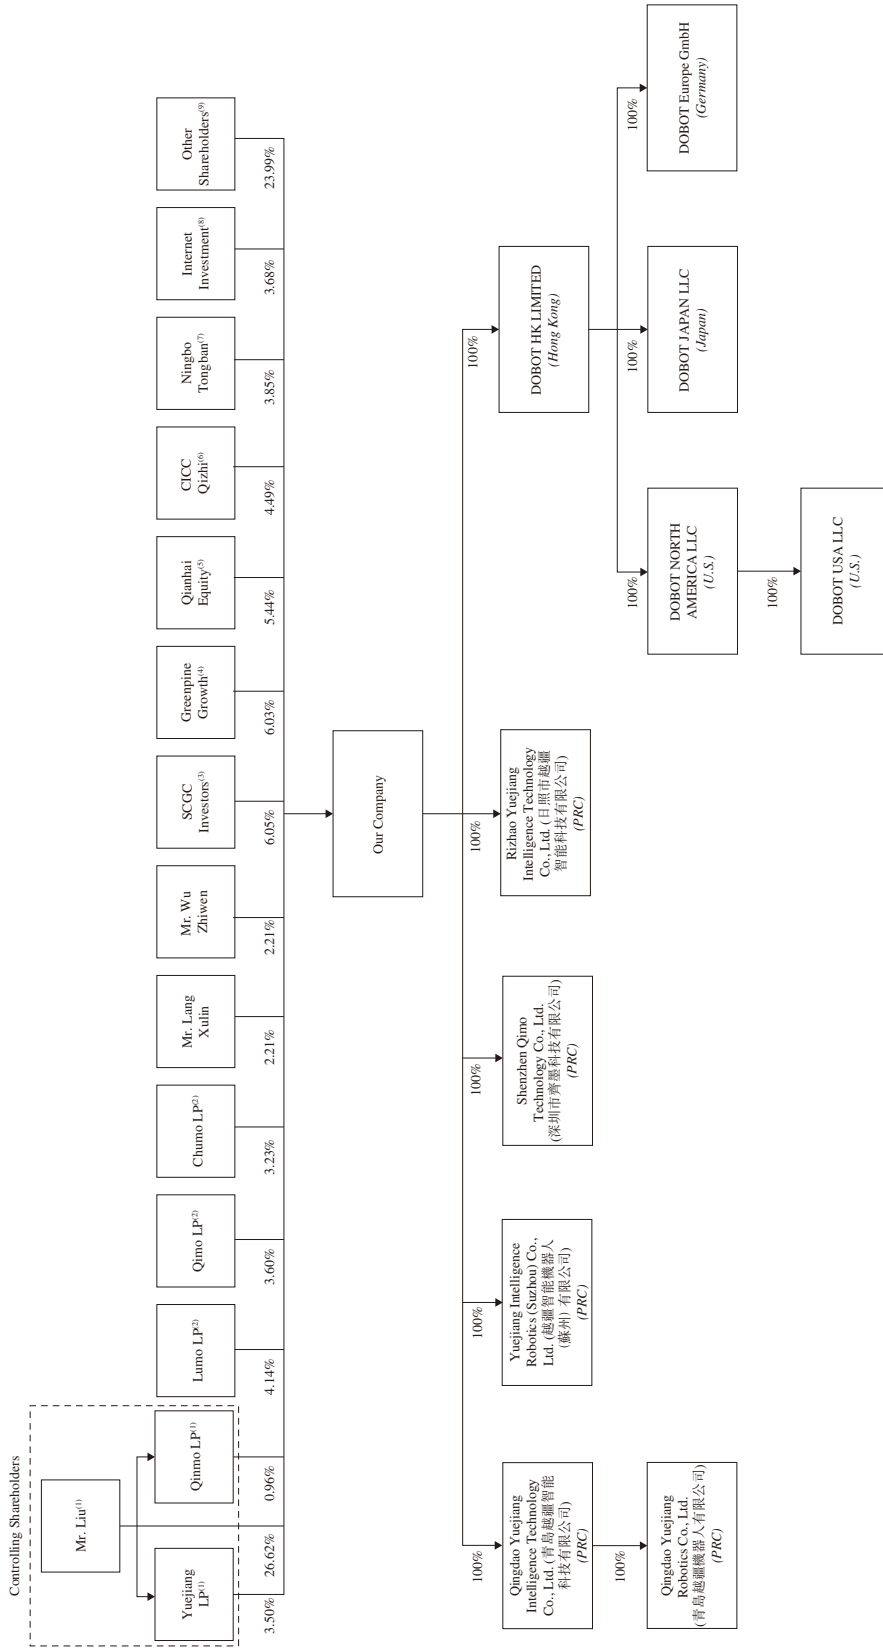 Controlling Shareholders
Mr. Liu(1)
Yuejiang
LP(1)
Qinmo LP(1)
Lumo LP(2)
Qimo LP(2)
Chumo LP(2)
Mr. Lang
Xulin
Mr. Wu
Zhiwen
SCGC
Investors(3)
Greenpine
Growth(4)
Qianhai
Equity(5)
CICC
Qizhi(6)
Ningbo
Tongban(7)
Internet
Investment(8)
Other
Shareholders(9)
3.50%
26.62%
0.96%
4.14%
3.60%
3.23%
2.21%
2.21%
6.05%
6.03%
5.44%
4.49%
3.85%
3.68%
23.99%
Our Company
100%
100%
100%
100%
100%
Qingdao Yuejiang
Intelligence Technology
Co., Ltd. (青島越疆智能
科技有限公司)
(PRC)
Yuejiang Intelligence
Robotics (Suzhou) Co.,
Ltd. (越疆智能機器人
(蘇州) 有限公司)
(PRC)
Shenzhen Qimo
Technology Co., Ltd.
(深圳市齊墨科技有限公司)
(PRC)
Rizhao Yuejiang
Intelligence Technology
Co., Ltd. (日照市越疆
智能科技有限公司)
(PRC)
DOBOT HK LIMITED
(Hong Kong)
100%
100%
100%
100%
Qingdao Yuejiang
Robotics Co., Ltd.
(青島越疆機器人有限公司)
(PRC)
DOBOT NORTH
AMERICA LLC
(U.S.)
DOBOT JAPAN LLC
(Japan)
DOBOT Europe GmbH
(Germany)
100%
DOBOT USA LLC
(U.S.)